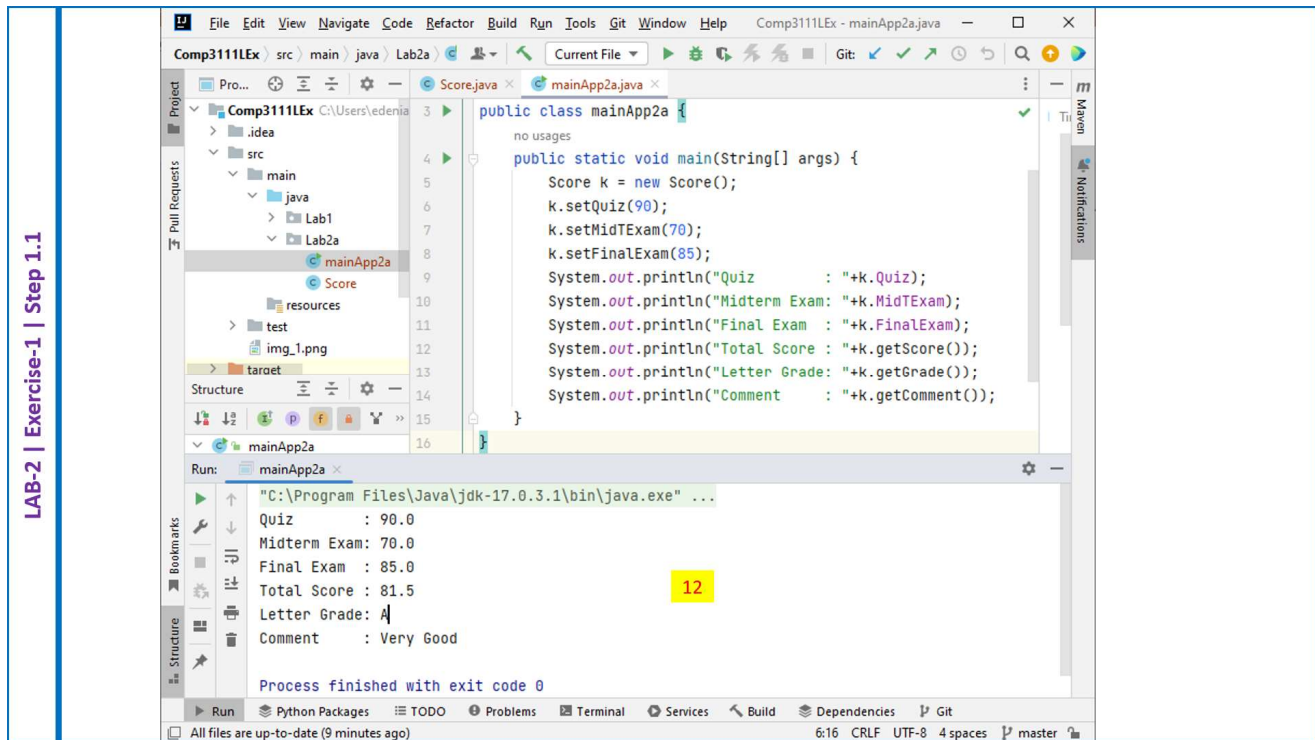 LAB-2 | Exercise-1 | Step 1.1
File Edit View Navigate Code Refactor Build Run Tools Git Window Help Comp3111LEx - mainApp2a.java
Comp3111LEx src main java Lab2a Current File Git:
Project
Pull Requests
Pro...
Comp3111LEx C:\Users\edenia
.idea
src
main
java
Lab1
Lab2a
mainApp2a
Score
resources
test
img_1.png
target
Structure
mainApp2a
Score.java mainApp2a.java
3 public class mainApp2a {
no usages
4 public static void main(String[] args) {
5 Score k = new Score();
6 k.setQuiz(90);
7 k.setMidTExam(70);
8 k.setFinalExam(85);
9 System.out.println("Quiz        : "+k.Quiz);
10 System.out.println("Midterm Exam: "+k.MidTExam);
11 System.out.println("Final Exam  : "+k.FinalExam);
12 System.out.println("Total Score : "+k.getScore());
13 System.out.println("Letter Grade: "+k.getGrade());
14 System.out.println("Comment     : "+k.getComment());
15 }
16 }
m
Maven
Notifications
Run: mainApp2a
"C:\Program Files\Java\jdk-17.0.3.1\bin\java.exe" ...
Quiz        : 90.0
Midterm Exam: 70.0
Final Exam  : 85.0
Total Score : 81.5
Letter Grade: A
Comment     : Very Good
Process finished with exit code 0
12
Bookmarks
Structure
Run Python Packages TODO Problems Terminal Services Build Dependencies Git
All files are up-to-date (9 minutes ago) 6:16 CRLF UTF-8 4 spaces master